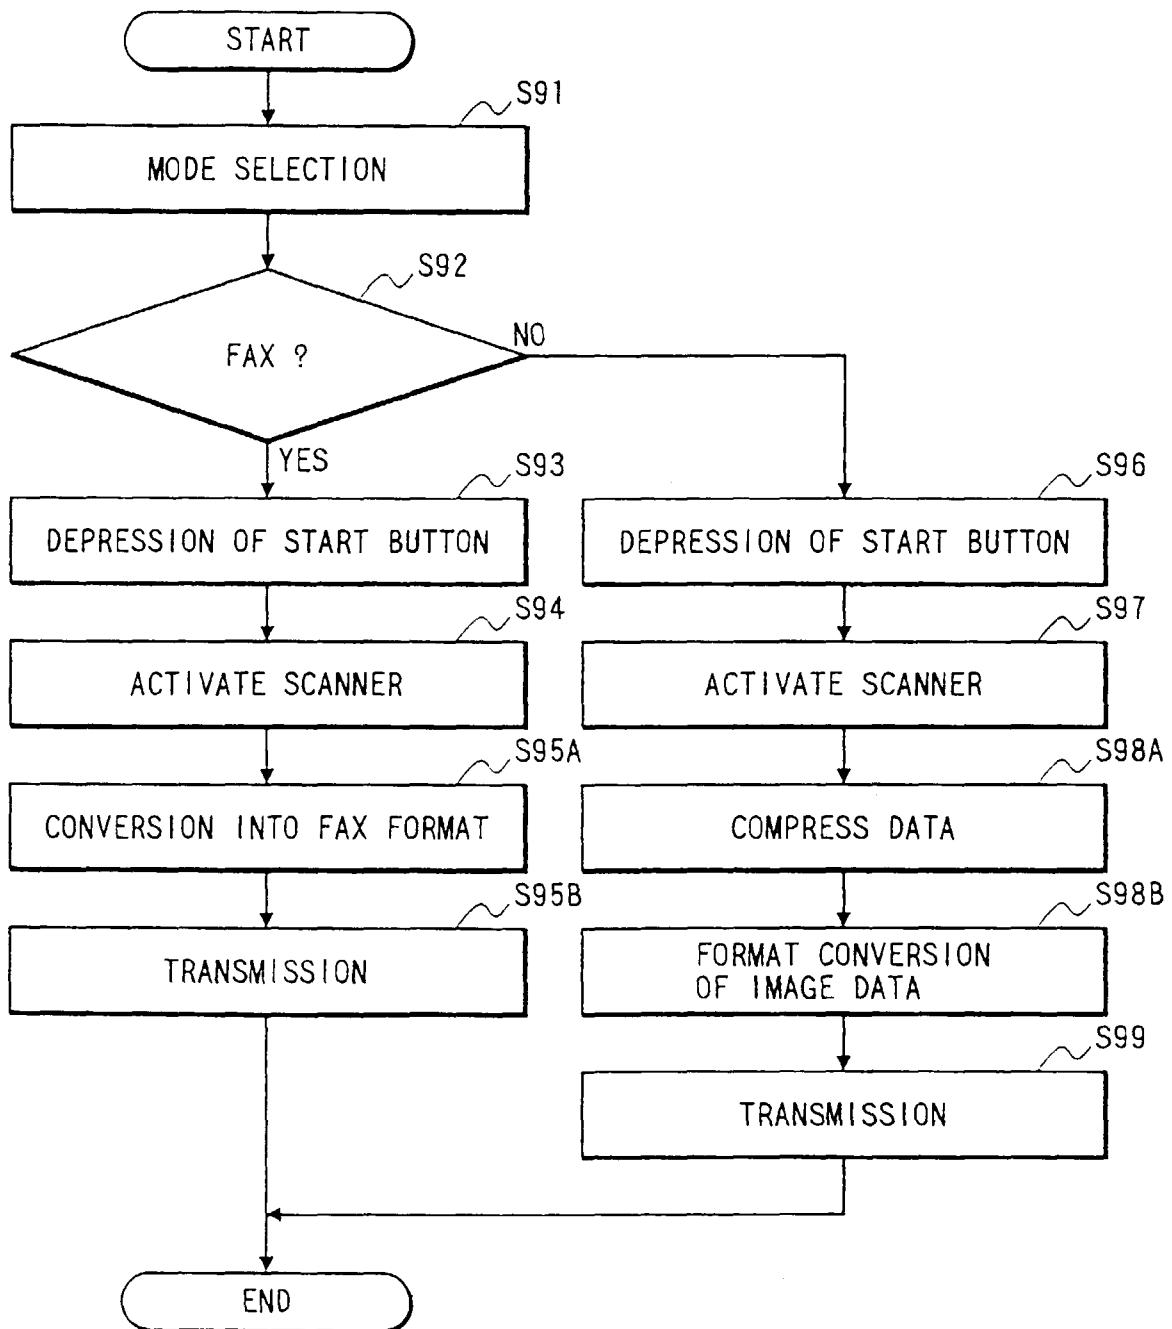 START
S91
MODE SELECTION
S92
FAX ?
NO
YES
S93
DEPRESSION OF START BUTTON
S94
ACTIVATE SCANNER
S95A
CONVERSION INTO FAX FORMAT
S95B
TRANSMISSION
S96
DEPRESSION OF START BUTTON
S97
ACTIVATE SCANNER
S98A
COMPRESS DATA
S98B
FORMAT CONVERSION
OF IMAGE DATA
S99
TRANSMISSION
END